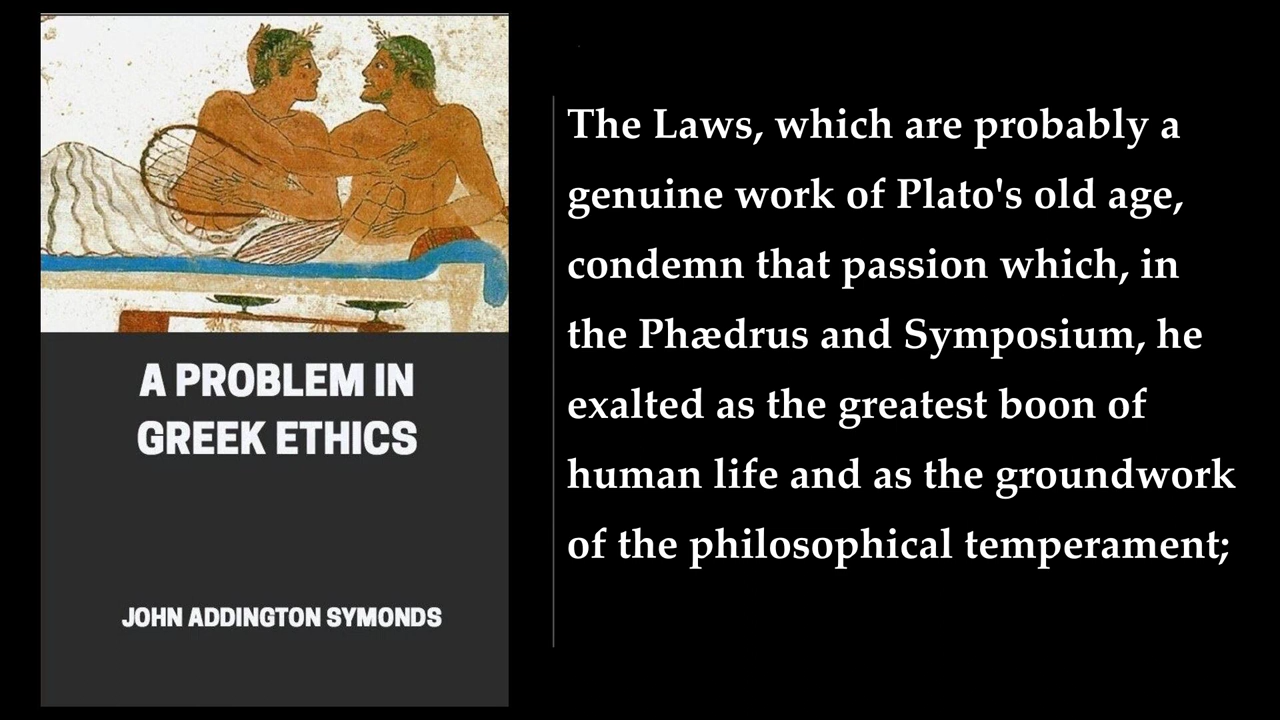 A PROBLEM IN
GREEK ETHICS
JOHN ADDINGTON SYMONDS
The Laws, which are probably a
genuine work of Plato's old age,
condemn that passion which, in
the Phædrus and Symposium, he
exalted as the greatest boon of
human life and as the groundwork
of the philosophical temperament;